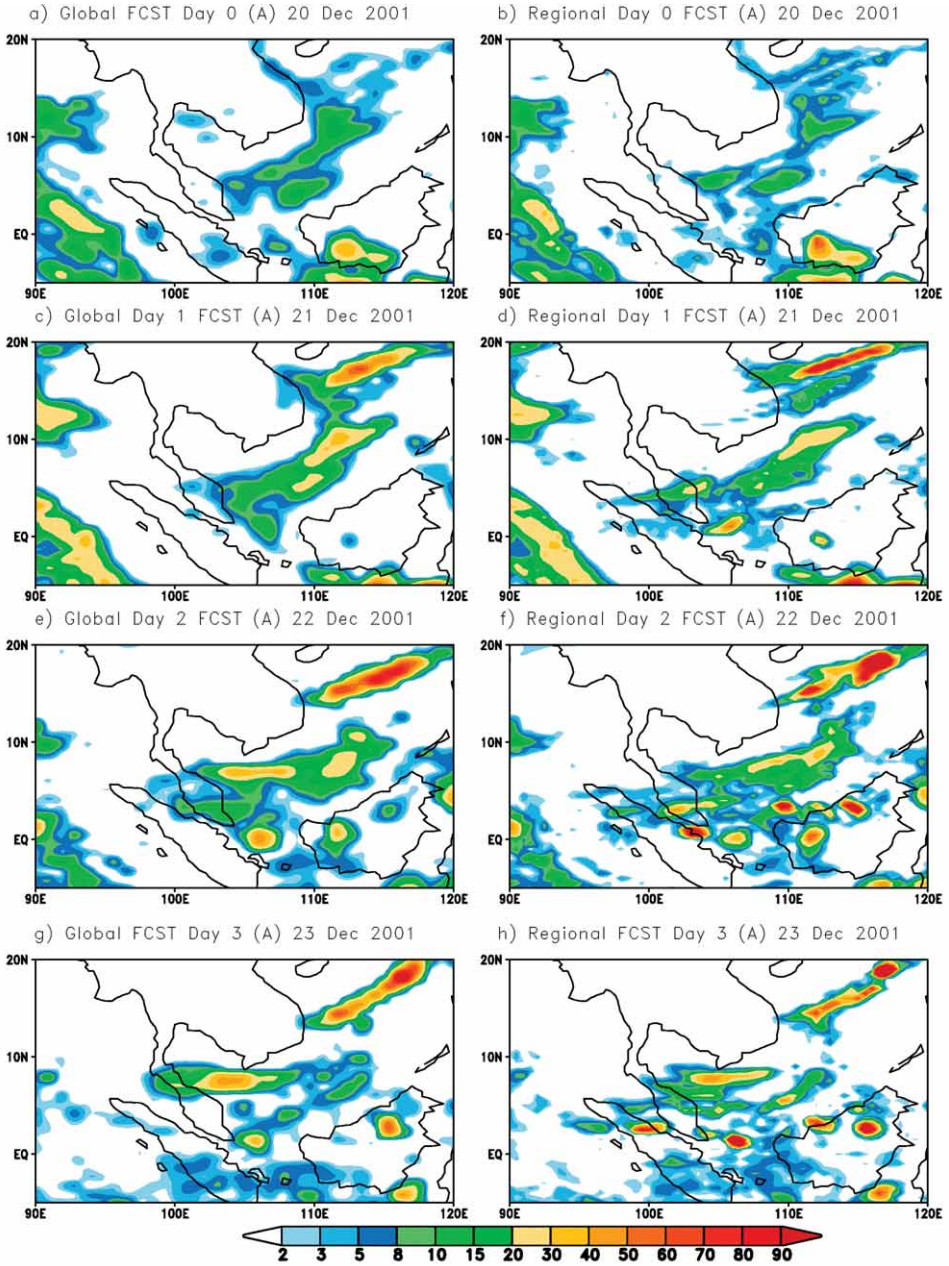 a) Global FCST Day 0 (A) 20 Dec 2001
b) Regional Day 0 FCST (A) 20 Dec 2001
20N
10N
EQ
90E 100E 110E 120E
20N
10N
EQ
90E 100E 110E 120E
c) Global Day 1 FCST (A) 21 Dec 2001
d) Regional Day 1 FCST (A) 21 Dec 2001
20N
10N
EQ
90E 100E 110E 120E
20N
10N
EQ
90E 100E 110E 120E
e) Global Day 2 FCST (A) 22 Dec 2001
f) Regional Day 2 FCST (A) 22 Dec 2001
20N
10N
EQ
90E 100E 110E 120E
20N
10N
EQ
90E 100E 110E 120E
g) Global FCST Day 3 (A) 23 Dec 2001
h) Regional FCST Day 3 (A) 23 Dec 2001
20N
10N
EQ
90E 100E 110E 120E
20N
10N
EQ
90E 100E 110E 120E
2 3 5 8 10 15 20 30 40 50 60 70 80 90